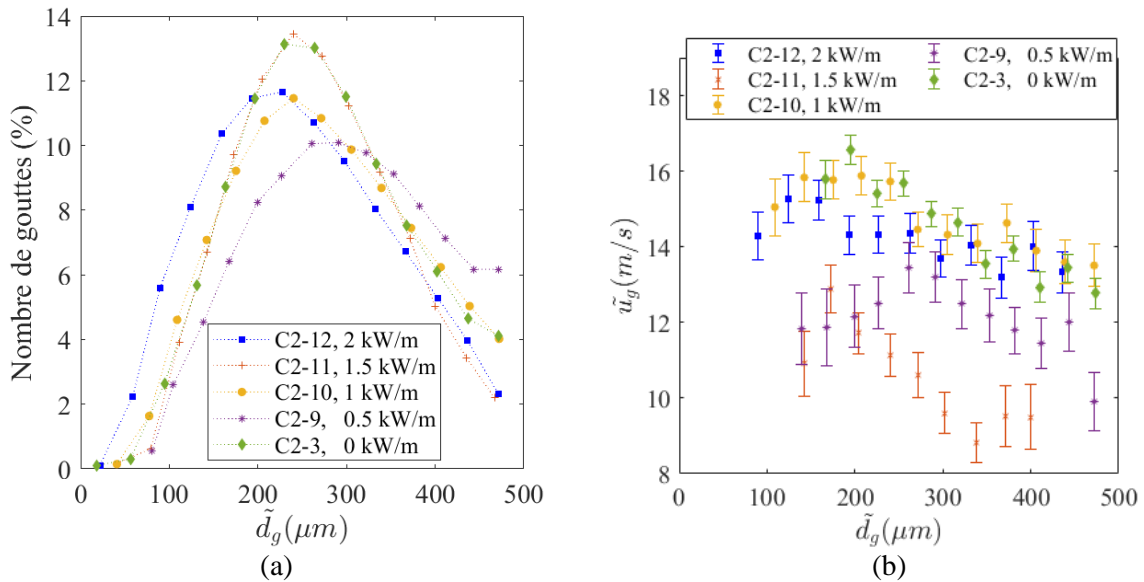 14
12
10
8
6
4
2
0
Nombre de gouttes (%)
C2-12, 2 kW/m
C2-11, 1.5 kW/m
C2-10, 1 kW/m
C2-9, 0.5 kW/m
C2-3, 0 kW/m
0 100 200 300 400 500
d̃_g(μm)
(a)
C2-12, 2 kW/m C2-9, 0.5 kW/m
C2-11, 1.5 kW/m C2-3, 0 kW/m
C2-10, 1 kW/m
18
16
14
12
10
8
ũ_g(m/s)
0 100 200 300 400 500
d̃_g(μm)
(b)